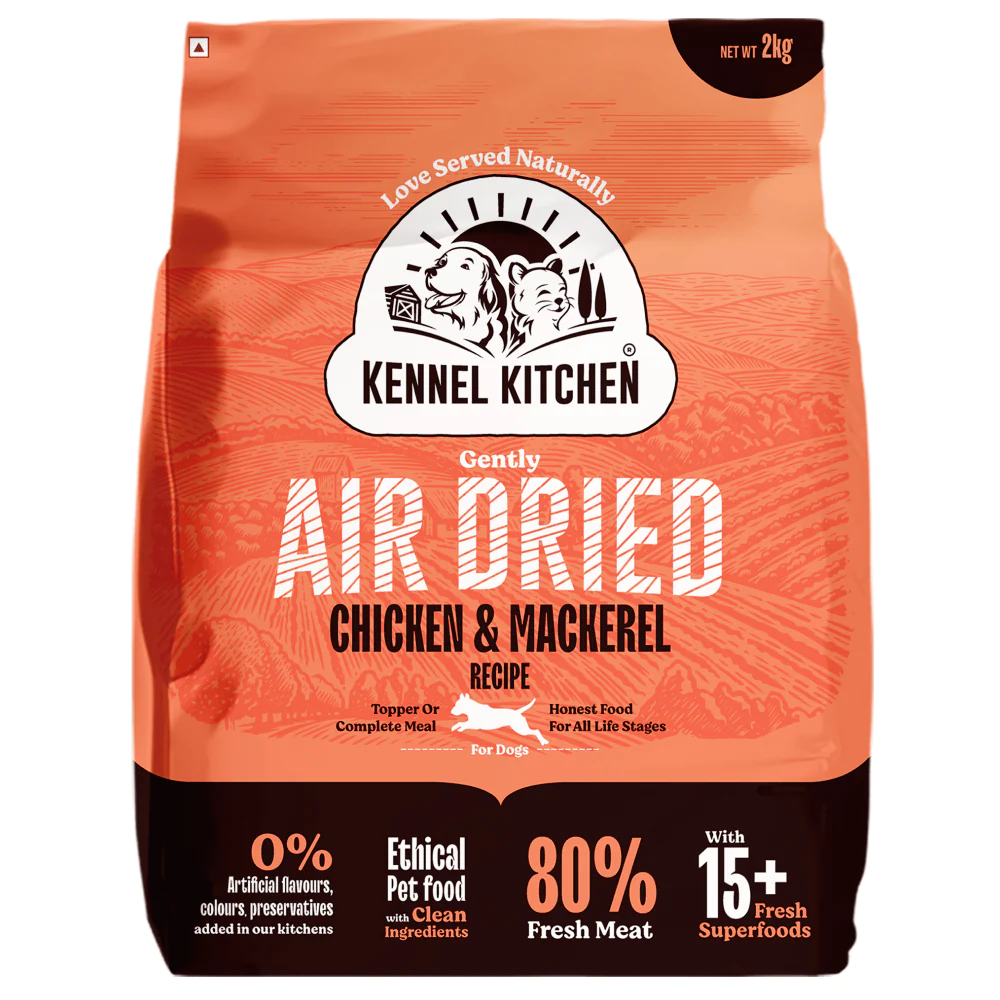 NET WT 2kg
Love Served Naturally
KENNEL KITCHEN®
Gently
AIR DRIED
CHICKEN & MACKEREL
RECIPE
Topper Or
Complete Meal
Honest Food
For All Life Stages
For Dogs
0%
Artificial flavours,
colours, preservatives
added in our kitchens
Ethical
Pet food
with Clean
Ingredients
80%
Fresh Meat
With
15+
Fresh
Superfoods